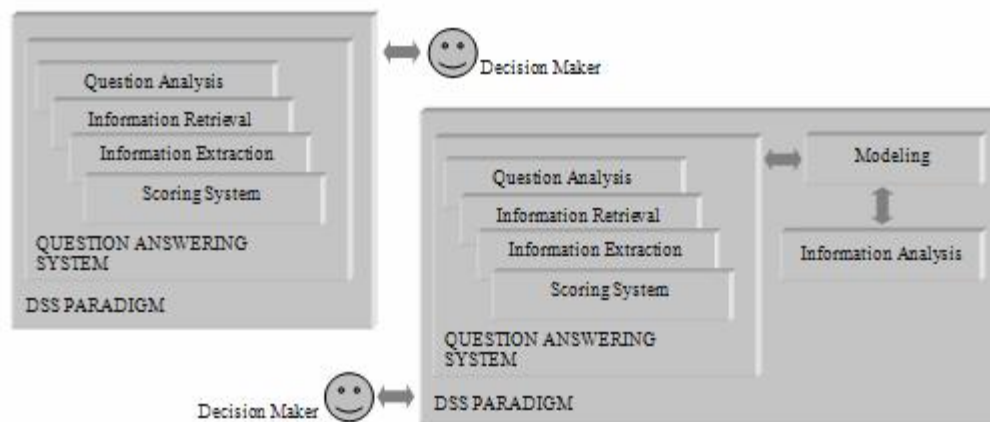 Question Analysis
Information Retrieval
Information Extraction
Scoring System
QUESTION ANSWERING
SYSTEM
DSS PARADIGM
Decision Maker
Question Analysis
Information Retrieval
Information Extraction
Scoring System
QUESTION ANSWERING
SYSTEM
Modeling
Information Analysis
DSS PARADIGM
Decision Maker